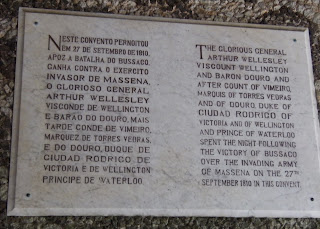 NESTE CONVENTO PERNOITOU
EM 27 DE SETEMBRO DE 1810,
APOZ A BATALHA DO BUSSACO,
GANHA CONTRA O EXERCITO
INVASOR DE MASSENA,
O GLORIOSO GENERAL,
ARTHUR WELLESLEY
VISCONDE DE WELLINGTON
E BARÃO DO DOURO, MAIS
TARDE CONDE DE VIMEIRO,
MARQUEZ DE TORRES VEDRAS,
E DO DOURO, DUQUE DE
CIUDAD RODRIGO DE
VICTORIA E DE WELLINGTON
PRINCIPE DE WATERLOO.
THE GLORIOUS GENERAL
ARTHUR WELLESLEY
VISCOUNT WELLINGTON
AND BARON DOURO AND
AFTER COUNT OF VIMEIRO,
MARQUIS OF TORRES VEDRAS
AND OF DOURO, DUKE OF
CIUDAD RODRIGO OF
VICTORIA AND OF WELLINGTON
AND PRINCE OF WATERLOO
SPENT THE NIGHT FOLLOWING
THE VICTORY OF BUSSACO
OVER THE INVADING ARMY
OF MASSENA ON THE 27TH
SEPTEMBER 1810 IN THIS CONVENT.